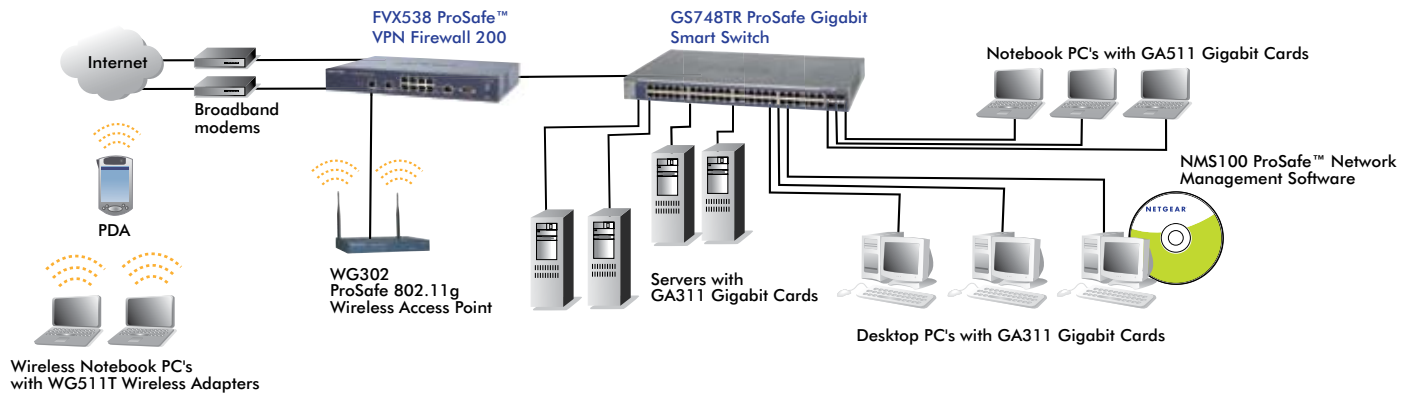 FVX538 ProSafe™
VPN Firewall 200
GS748TR ProSafe Gigabit
Smart Switch
Internet
Notebook PC's with GA511 Gigabit Cards
Broadband
modems
NMS100 ProSafe™ Network
Management Software
NETGEAR
PDA
WG302
ProSafe 802.11g
Wireless Access Point
Servers with
GA311 Gigabit Cards
Desktop PC's with GA311 Gigabit Cards
Wireless Notebook PC's
with WG511T Wireless Adapters